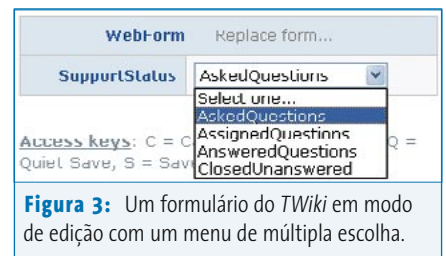 WebForm Replace form...
SupportStatus AskedQuestions
Select one...
AskedQuestions
AssignedQuestions
AnsweredQuestions
ClosedUnanswered
Access keys: C = C Q =
Quiet Save, S = Sav
Figura 3: Um formulário do TWiki em modo
de edição com um menu de múltipla escolha.